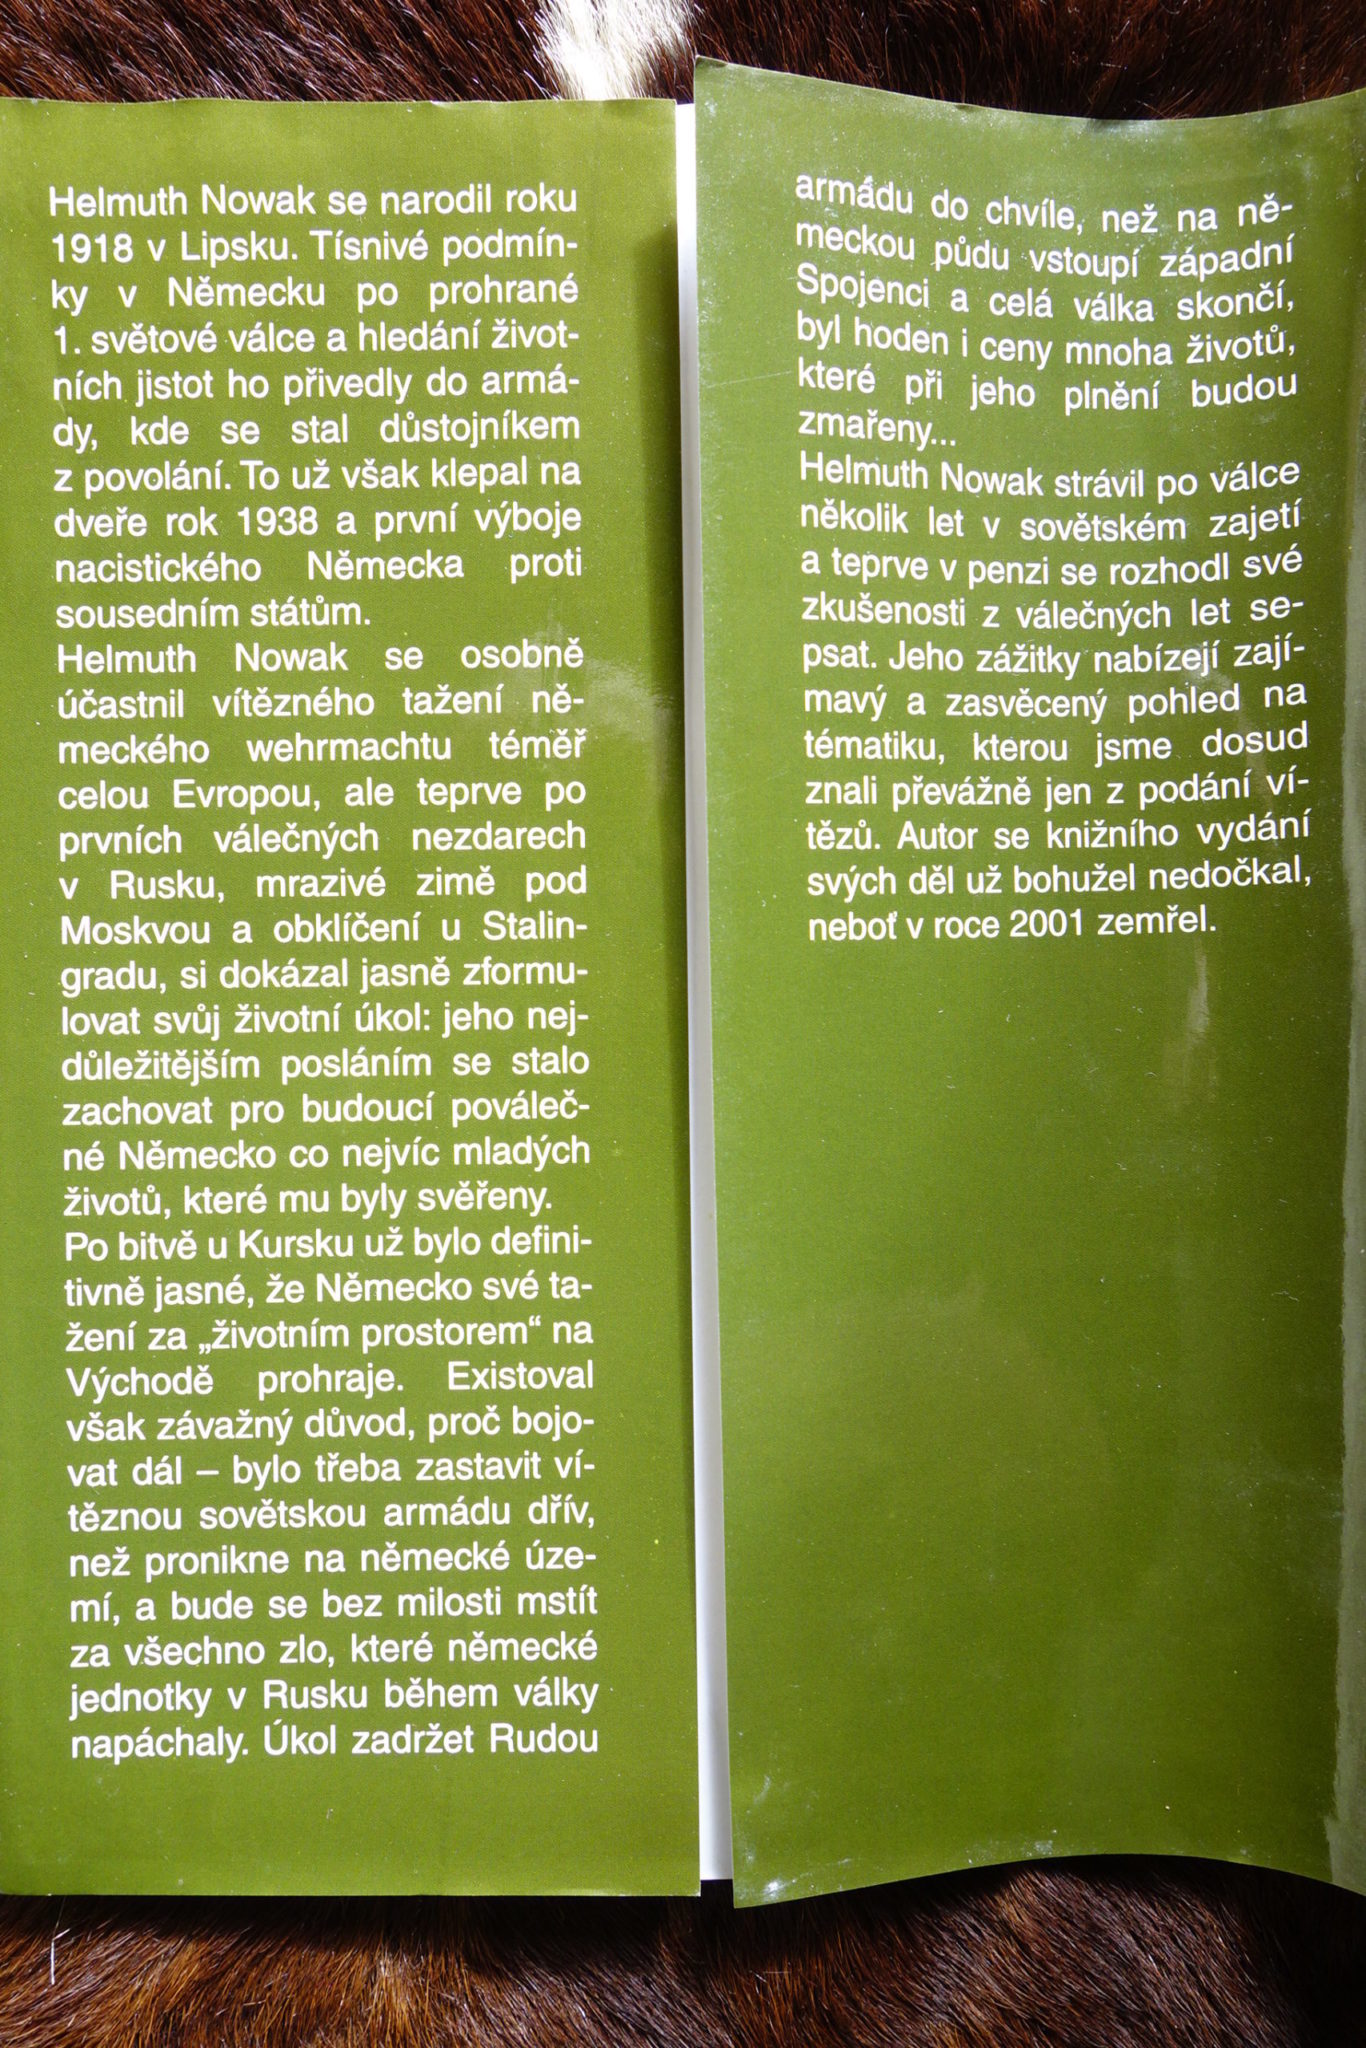 Helmuth Nowak se narodil roku
1918 v Lipsku. Tísnivé podmín-
ky v Německu po prohrané
1. světové válce a hledání život-
ních jistot ho přivedly do armá-
dy, kde se stal důstojníkem
z povolání. To už však klepal na
dveře rok 1938 a první výboje
nacistického Německa proti
sousedním státům.
Helmuth Nowak se osobně
účastnil vítězného tažení ně-
meckého wehrmachtu téměř
celou Evropou, ale teprve po
prvních válečných nezdarech
v Rusku, mrazivé zimě pod
Moskvou a obklíčení u Stalin-
gradu, si dokázal jasně zformu-
lovat svůj životní úkol: jeho nej-
důležitějším posláním se stalo
zachovat pro budoucí pováleč-
né Německo co nejvíc mladých
životů, které mu byly svěřeny.
Po bitvě u Kursku už bylo defini-
tivně jasné, že Německo své ta-
žení za „životním prostorem“ na
Východě prohraje. Existoval
však závažný důvod, proč bojo-
vat dál – bylo třeba zastavit ví-
těznou sovětskou armádu dřív,
než pronikne na německé úze-
mí, a bude se bez milosti mstít
za všechno zlo, které německé
jednotky v Rusku během války
napáchaly. Úkol zadržet Rudou
armádu do chvíle, než na ně-
meckou půdu vstoupí západní
Spojenci a celá válka skončí,
byl hoden i ceny mnoha životů,
které při jeho plnění budou
zmařeny...
Helmuth Nowak strávil po válce
několik let v sovětském zajetí
a teprve v penzi se rozhodl své
zkušenosti z válečných let se-
psat. Jeho zážitky nabízejí zají-
mavý a zasvěcený pohled na
tématiku, kterou jsme dosud
znali převážně jen z podání ví-
tězů. Autor se knižního vydání
svých děl už bohužel nedočkal,
neboť v roce 2001 zemřel.